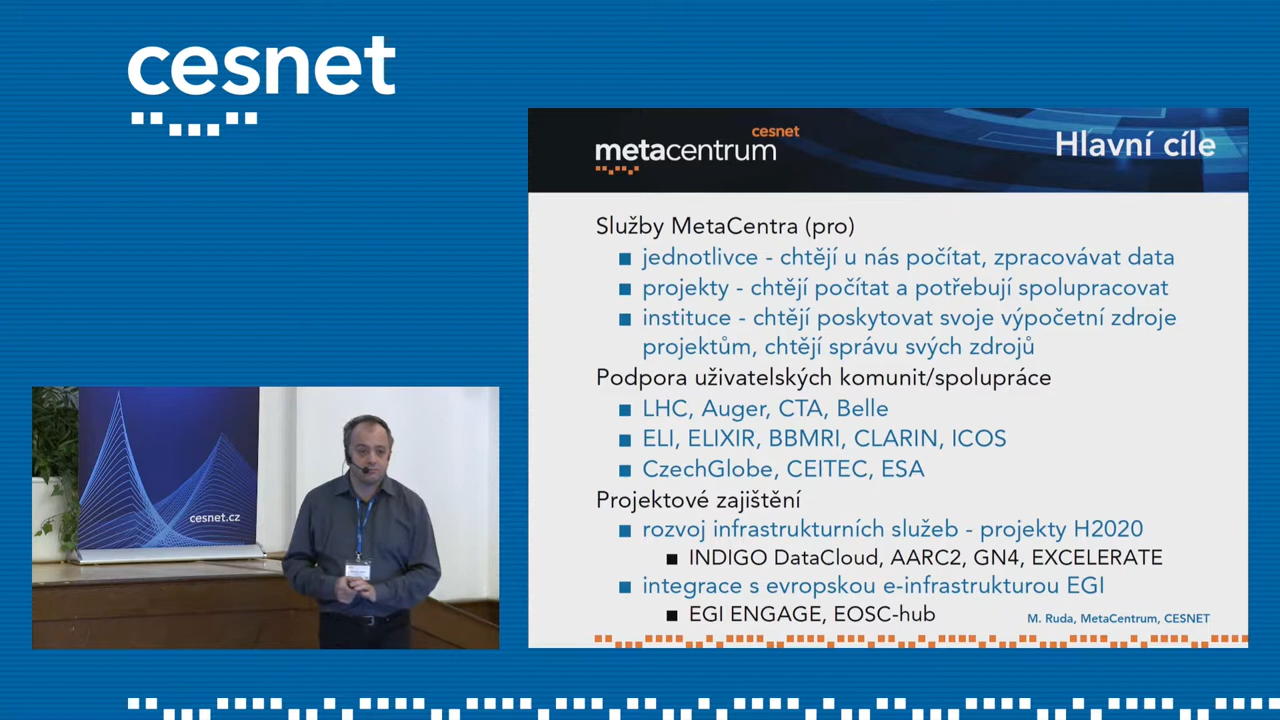 cesnet
cesnet
metacentrum
Hlavní cíle
Služby MetaCentra (pro)
jednotlivce - chtějí u nás počítat, zpracovávat data
projekty - chtějí počítat a potřebují spolupracovat
instituce - chtějí poskytovat svoje výpočetní zdroje
projektům, chtějí správu svých zdrojů
Podpora uživatelských komunit/spolupráce
LHC, Auger, CTA, Belle
ELI, ELIXIR, BBMRI, CLARIN, ICOS
CzechGlobe, CEITEC, ESA
Projektové zajištění
rozvoj infrastrukturních služeb - projekty H2020
INDIGO DataCloud, AARC2, GN4, EXCELERATE
integrace s evropskou e-infrastrukturou EGI
EGI ENGAGE, EOSC-hub
M. Ruda, MetaCentrum, CESNET
cesnet.cz